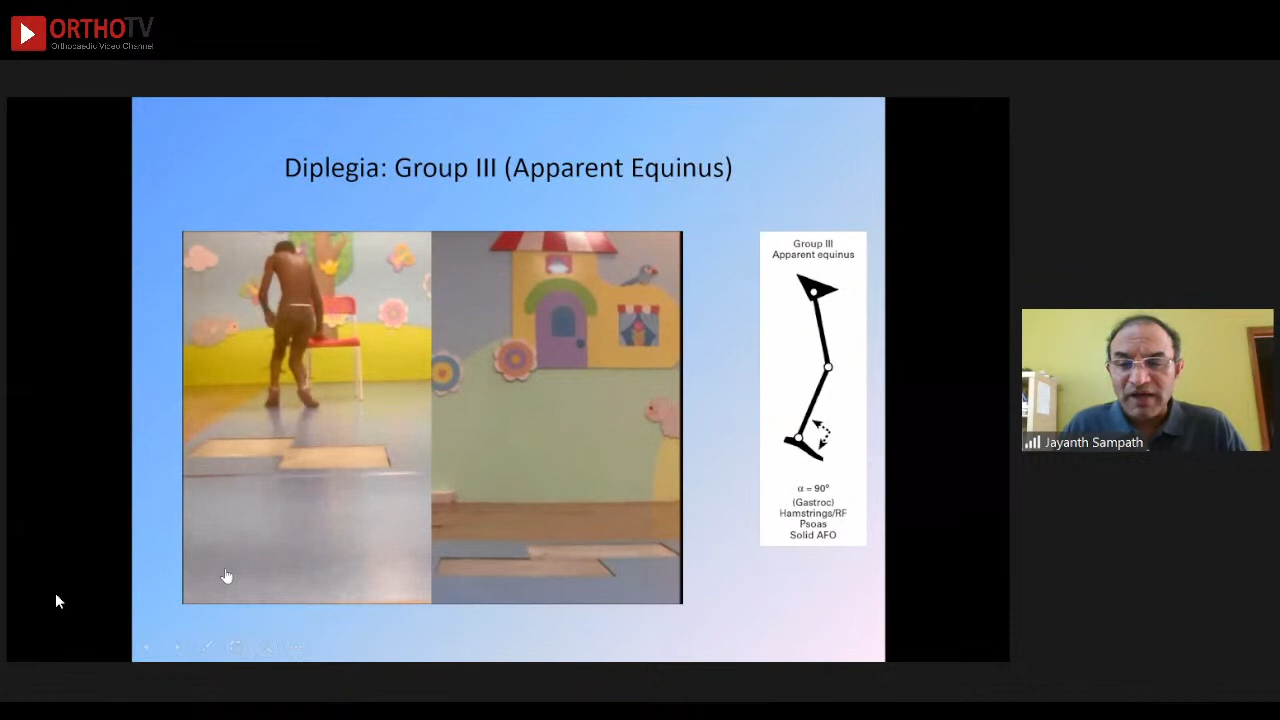 ORTHOTV
Orthopaedic Video Channel
Diplegia: Group III (Apparent Equinus)
Group III
Apparent equinus
α = 90°
(Gastroc)
Hamstrings/RF
Psoas
Solid AFO
Jayanth Sampath